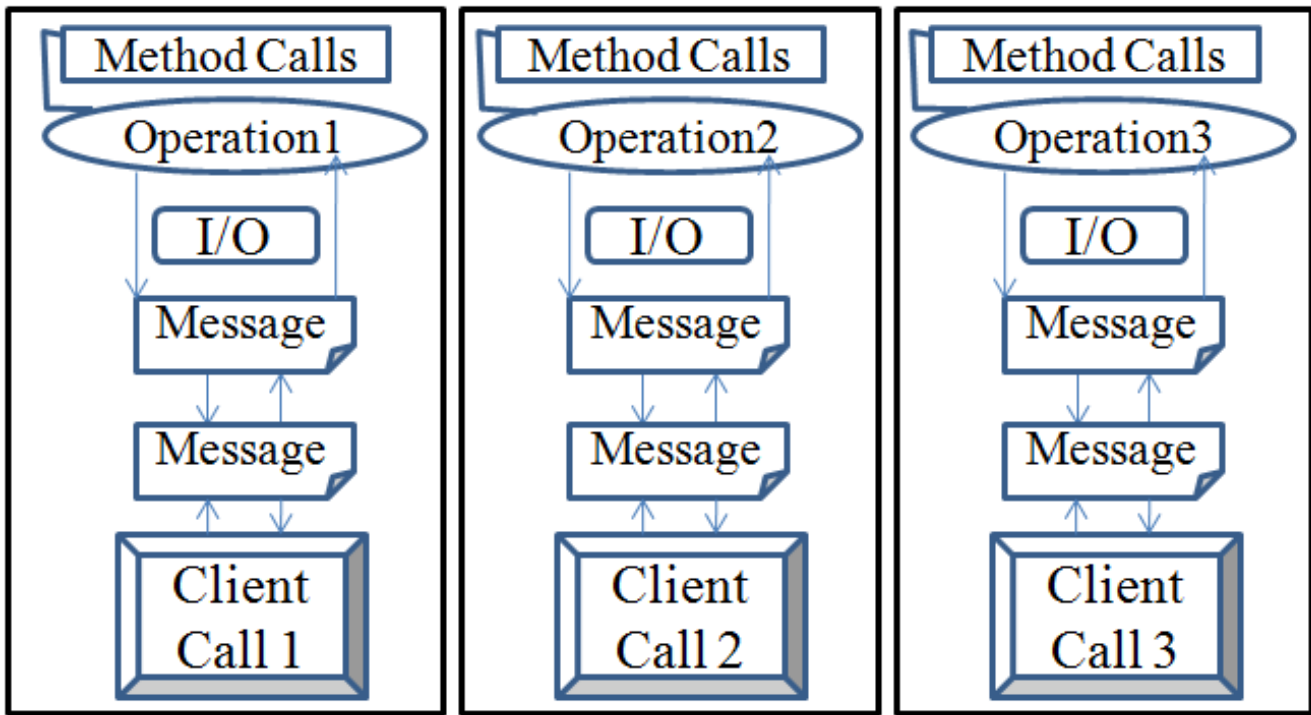 Method Calls
Operation1
I/O
Message
Message
Client
Call 1
Method Calls
Operation2
I/O
Message
Message
Client
Call 2
Method Calls
Operation3
I/O
Message
Message
Client
Call 3